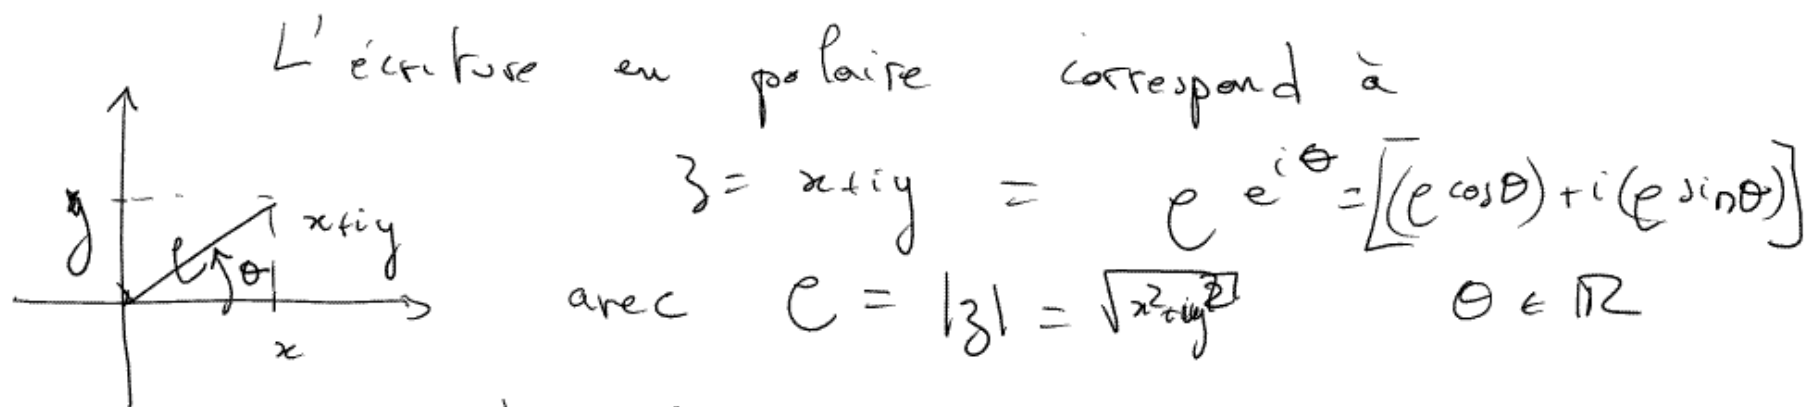 L'écriture en polaire correspond à
z = x+iy = ρ e^{iθ} = [(ρ cosθ) + i(ρ sinθ)]
y
x+iy
ρ θ
avec ρ = |z| = √(x²+y²) θ ∈ ℝ
x